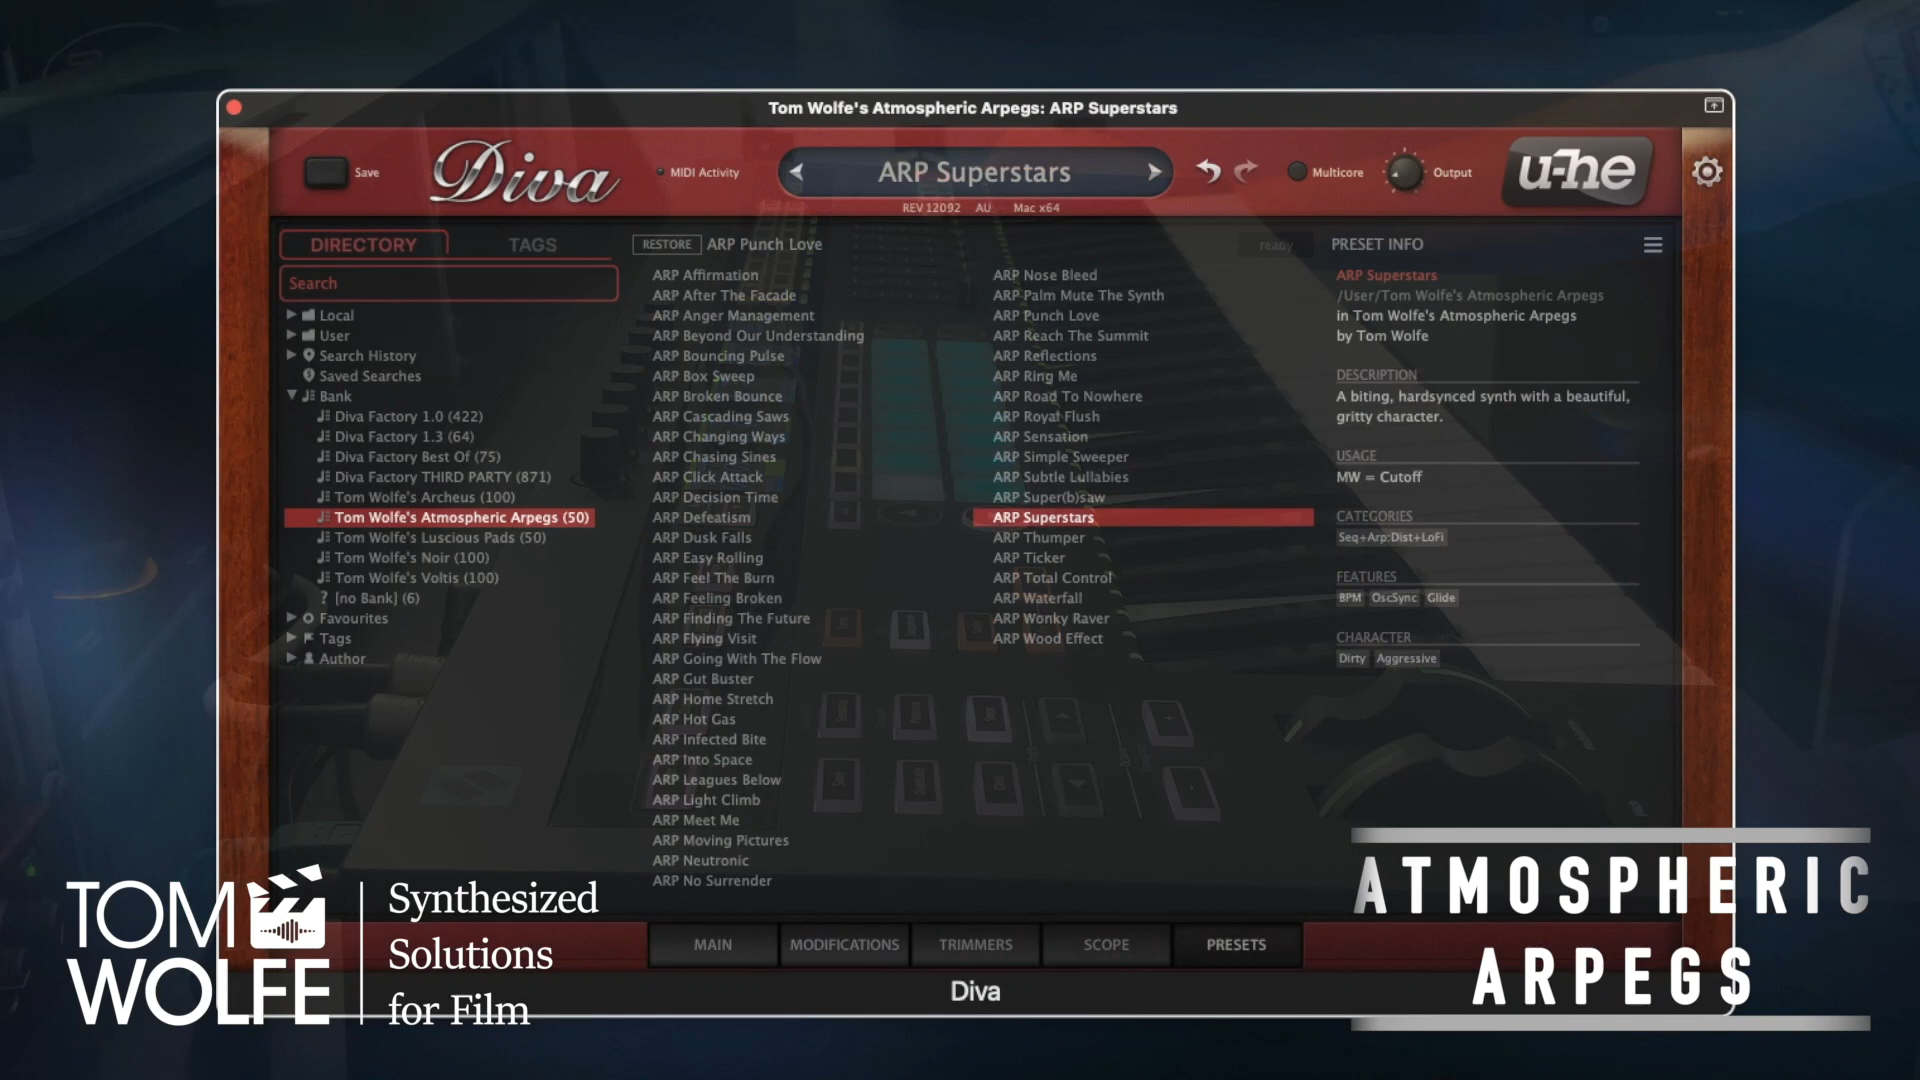 Tom Wolfe's Atmospheric Arpegs: ARP Superstars
Save
Diva
MIDI Activity
ARP Superstars
Multicore
Output
u-he
REV 12092 AU Mac x64
DIRECTORY
TAGS
Search
Local
User
Search History
Saved Searches
Bank
Diva Factory 1.0 (422)
Diva Factory 1.3 (64)
Diva Factory Best Of (75)
Diva Factory THIRD PARTY (871)
Tom Wolfe's Archeus (100)
Tom Wolfe's Atmospheric Arpegs (50)
Tom Wolfe's Luscious Pads (50)
Tom Wolfe's Noir (100)
Tom Wolfe's Voltis (100)
? [no Bank] (6)
Favourites
Tags
Author
RESTORE ARP Punch Love
ready
ARP Affirmation
ARP After The Facade
ARP Anger Management
ARP Beyond Our Understanding
ARP Bouncing Pulse
ARP Box Sweep
ARP Broken Bounce
ARP Cascading Saws
ARP Changing Ways
ARP Chasing Sines
ARP Click Attack
ARP Decision Time
ARP Defeatism
ARP Dusk Falls
ARP Easy Rolling
ARP Feel The Burn
ARP Feeling Broken
ARP Finding The Future
ARP Flying Visit
ARP Going With The Flow
ARP Gut Buster
ARP Home Stretch
ARP Hot Gas
ARP Infected Bite
ARP Into Space
ARP Leagues Below
ARP Light Climb
ARP Meet Me
ARP Moving Pictures
ARP Neutronic
ARP No Surrender
ARP Nose Bleed
ARP Palm Mute The Synth
ARP Punch Love
ARP Reach The Summit
ARP Reflections
ARP Ring Me
ARP Road To Nowhere
ARP Royal Flush
ARP Sensation
ARP Simple Sweeper
ARP Subtle Lullabies
ARP Super(b)saw
ARP Superstars
ARP Thumper
ARP Ticker
ARP Total Control
ARP Waterfall
ARP Wonky Raver
ARP Wood Effect
PRESET INFO
ARP Superstars
/User/Tom Wolfe's Atmospheric Arpegs
in Tom Wolfe's Atmospheric Arpegs
by Tom Wolfe
DESCRIPTION
A biting, hardsynced synth with a beautiful,
gritty character.
USAGE
MW = Cutoff
CATEGORIES
Seq+Arp:Dist+LoFi
FEATURES
BPM OscSync Glide
CHARACTER
Dirty Aggressive
MAIN
MODIFICATIONS
TRIMMERS
SCOPE
PRESETS
Diva
TOM
WOLFE
Synthesized
Solutions
for Film
ATMOSPHERIC
ARPEGS